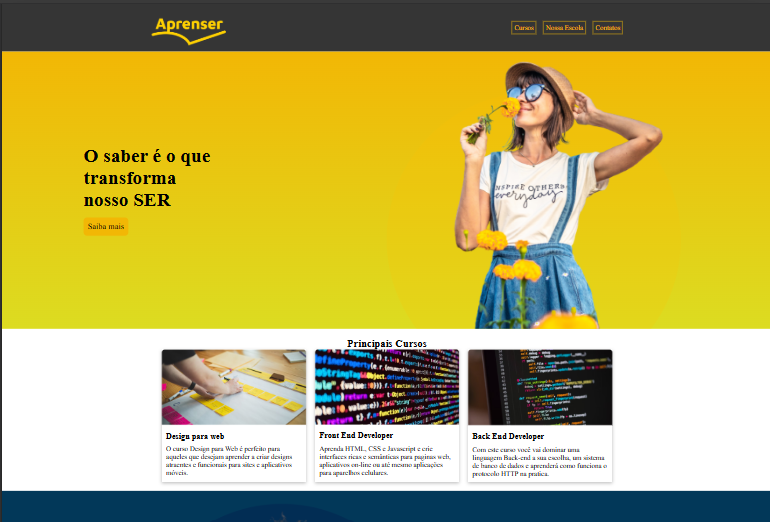 Aprenser
Cursos
Nossa Escola
Contatos
O saber é o que
transforma
nosso SER
Saiba mais
INSPIRE OTHERS
everyday.
Principais Cursos
Design para web
O curso Design para Web é perfeito para
aqueles que desejam aprender a criar designs
atraentes e funcionais para sites e aplicativos
móveis.
Front End Developer
Aprenda HTML, CSS e Javascript e crie
interfaces ricas e semânticas para paginas web,
aplicativos on-line ou até mesmo aplicações
para aparelhos celulares.
Back End Developer
Com este curso você vai dominar uma
linguagem Back-end a sua escolha, um sistema
de banco de dados e aprenderá como funciona o
protocolo HTTP na pratica.